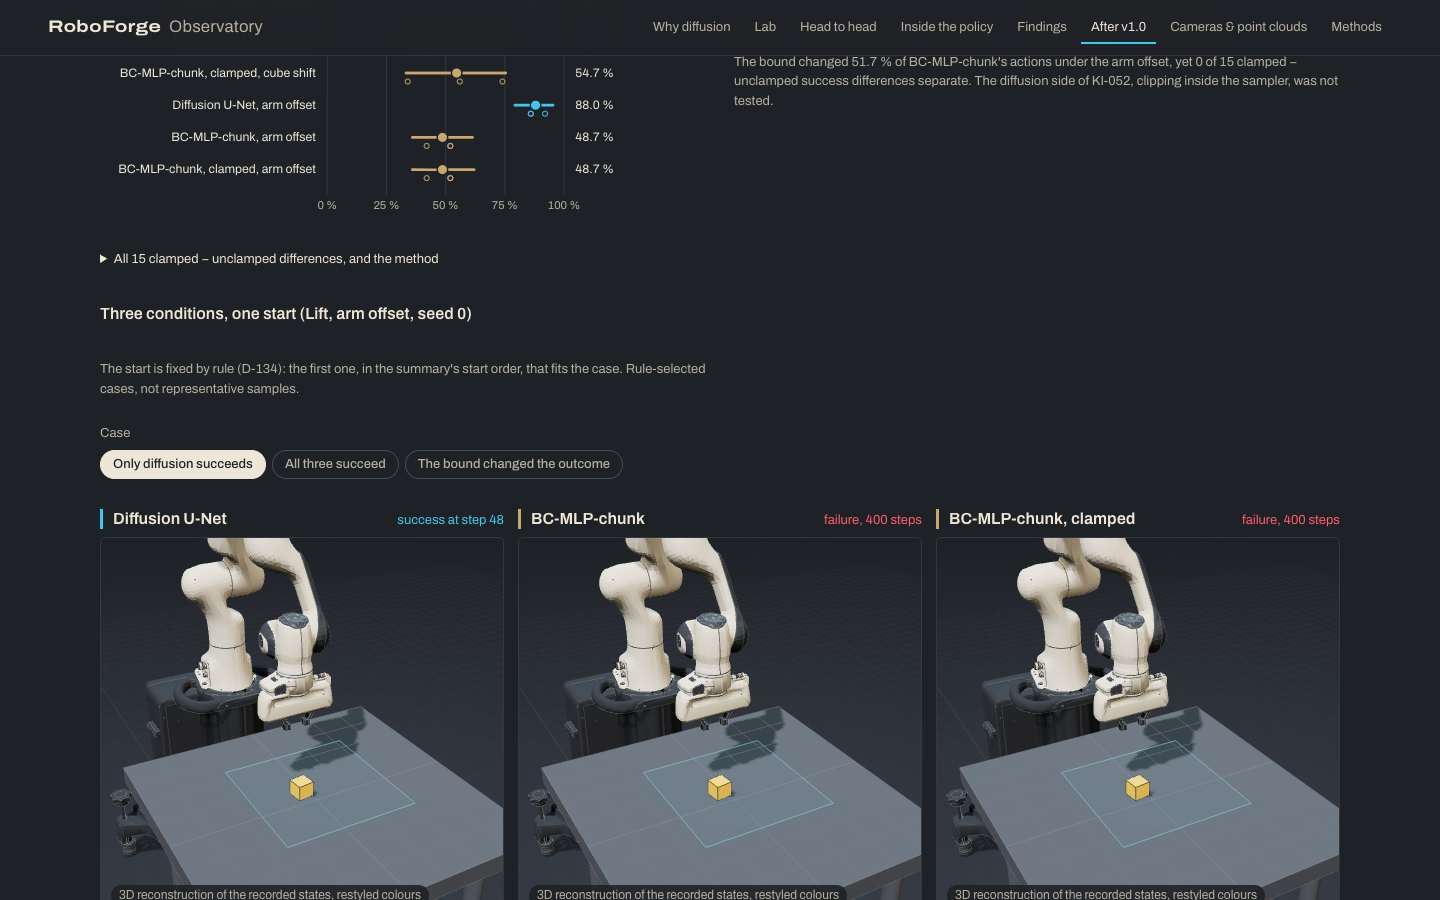 RoboForge Observatory
Why diffusion Lab Head to head Inside the policy Findings After v1.0 Cameras & point clouds Methods
BC-MLP-chunk, clamped, cube shift 54.7 %
Diffusion U-Net, arm offset 88.0 %
BC-MLP-chunk, arm offset 48.7 %
BC-MLP-chunk, clamped, arm offset 48.7 %
0 % 25 % 50 % 75 % 100 %
The bound changed 51.7 % of BC-MLP-chunk's actions under the arm offset, yet 0 of 15 clamped –
unclamped success differences separate. The diffusion side of KI-052, clipping inside the sampler, was not
tested.
All 15 clamped – unclamped differences, and the method
Three conditions, one start (Lift, arm offset, seed 0)
The start is fixed by rule (D-134): the first one, in the summary's start order, that fits the case. Rule-selected
cases, not representative samples.
Case
Only diffusion succeeds All three succeed The bound changed the outcome
Diffusion U-Net success at step 48
BC-MLP-chunk failure, 400 steps
BC-MLP-chunk, clamped failure, 400 steps
3D reconstruction of the recorded states, restyled colours
3D reconstruction of the recorded states, restyled colours
3D reconstruction of the recorded states, restyled colours